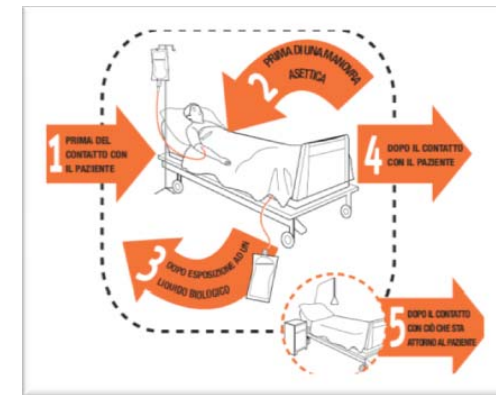 1 PRIMA DEL
CONTATTO CON
IL PAZIENTE
2 PRIMA DI UNA MANOVRA
ASETTICA
3 DOPO ESPOSIZIONE AD UN
LIQUIDO BIOLOGICO
4 DOPO IL CONTATTO
CON IL PAZIENTE
5 DOPO IL CONTATTO
CON CIÒ CHE STA
ATTORNO AL PAZIENTE